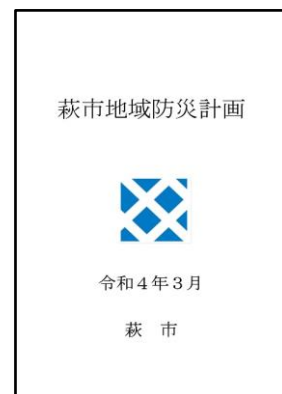 萩市地域防災計画
令和４年３月
萩　市